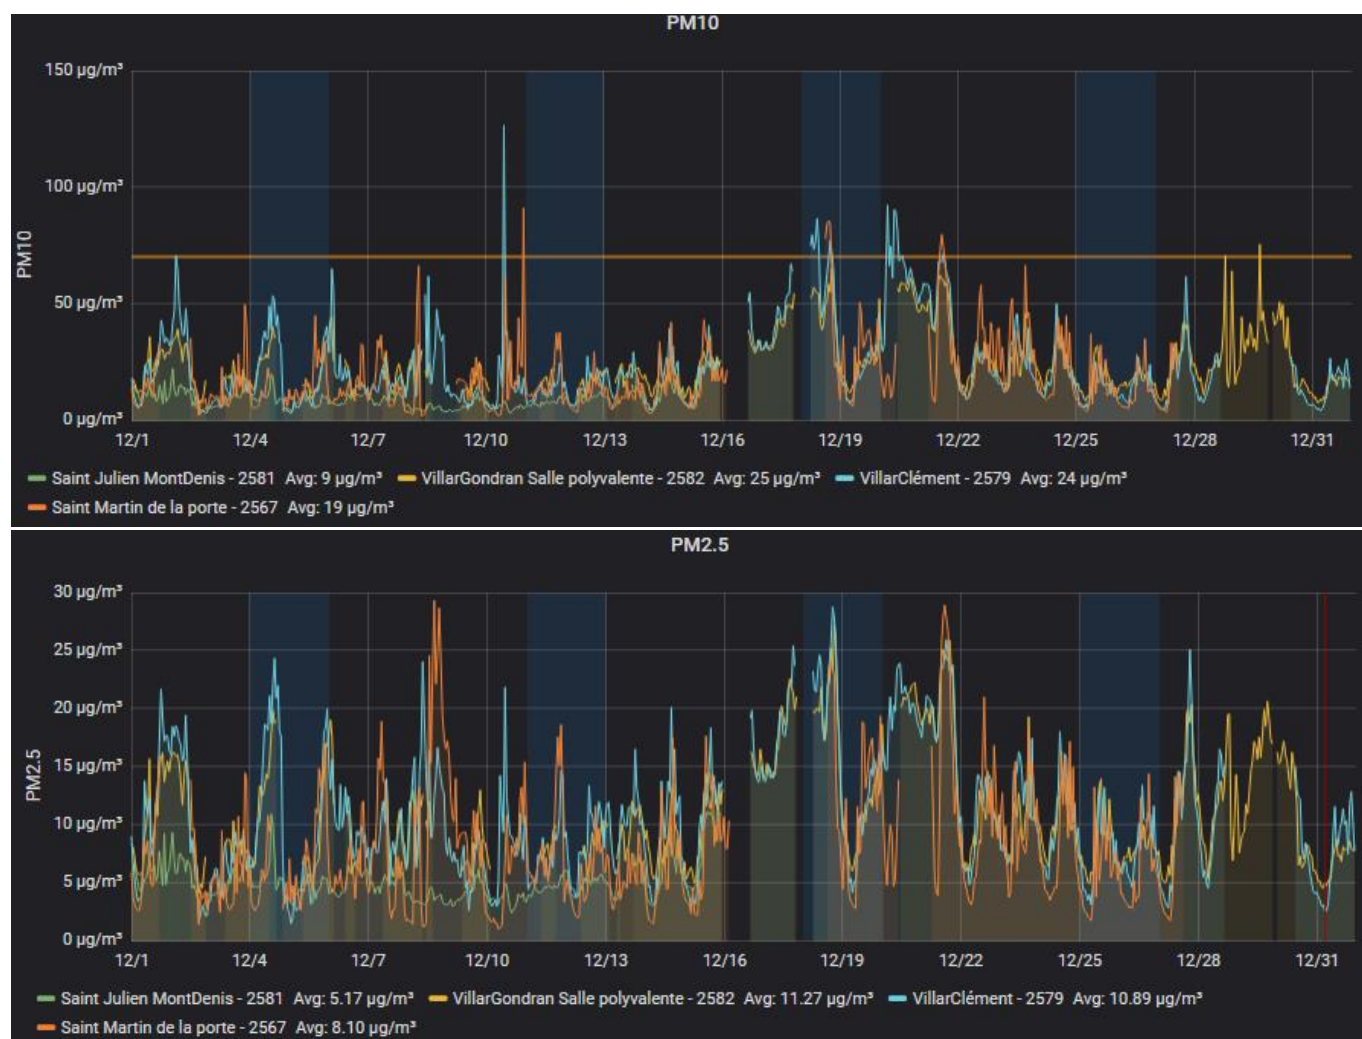 PM10
150 µg/m³
100 µg/m³
50 µg/m³
0 µg/m³
PM10
12/1 12/4 12/7 12/10 12/13 12/16 12/19 12/22 12/25 12/28 12/31
Saint Julien MontDenis - 2581 Avg: 9 µg/m³ VillarGondran Salle polyvalente - 2582 Avg: 25 µg/m³ VillarClément - 2579 Avg: 24 µg/m³
Saint Martin de la porte - 2567 Avg: 19 µg/m³
PM2.5
30 µg/m³
25 µg/m³
20 µg/m³
15 µg/m³
10 µg/m³
5 µg/m³
0 µg/m³
PM2.5
12/1 12/4 12/7 12/10 12/13 12/16 12/19 12/22 12/25 12/28 12/31
Saint Julien MontDenis - 2581 Avg: 5.17 µg/m³ VillarGondran Salle polyvalente - 2582 Avg: 11.27 µg/m³ VillarClément - 2579 Avg: 10.89 µg/m³
Saint Martin de la porte - 2567 Avg: 8.10 µg/m³